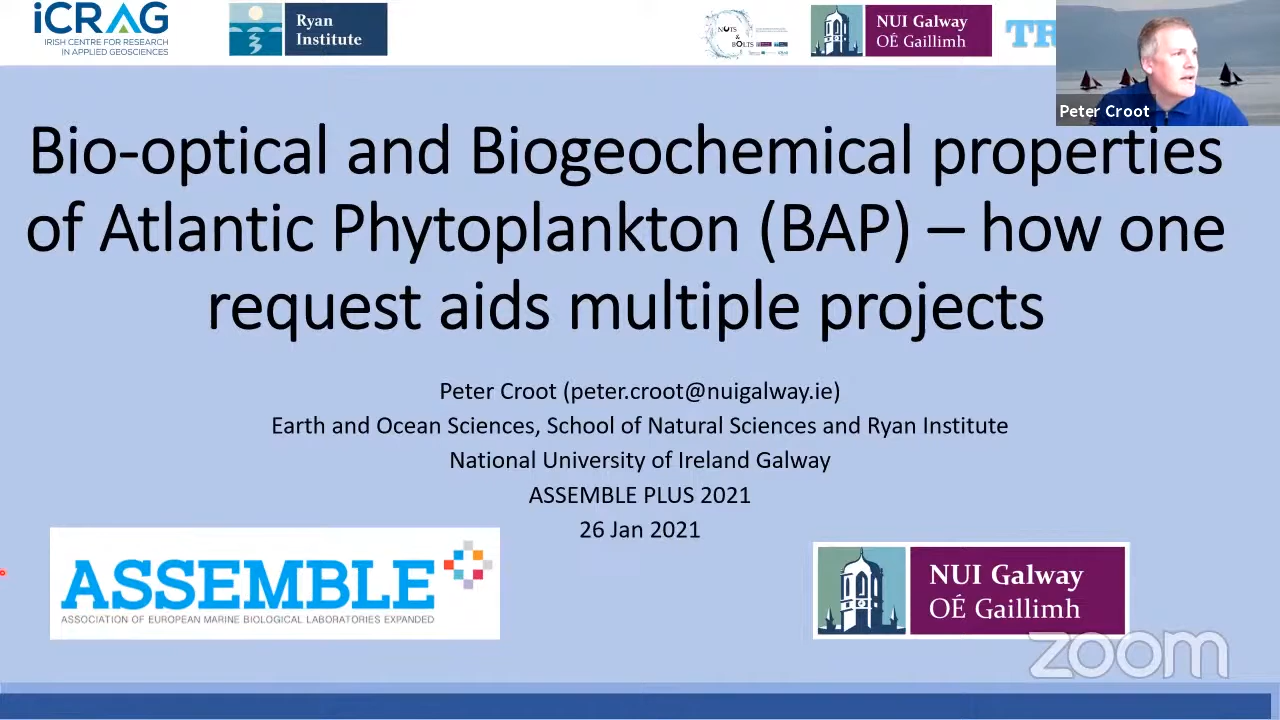 iCRAG
IRISH CENTRE FOR RESEARCH
IN APPLIED GEOSCIENCES
Ryan
Institute
NUTS
&
BOLTS
NUI Galway
OÉ Gaillimh
TR
Peter Croot
Bio-optical and Biogeochemical properties
of Atlantic Phytoplankton (BAP) – how one
request aids multiple projects
Peter Croot (peter.croot@nuigalway.ie)
Earth and Ocean Sciences, School of Natural Sciences and Ryan Institute
National University of Ireland Galway
ASSEMBLE PLUS 2021
26 Jan 2021
ASSEMBLE
ASSOCIATION OF EUROPEAN MARINE BIOLOGICAL LABORATORIES EXPANDED
NUI Galway
OÉ Gaillimh
zoom